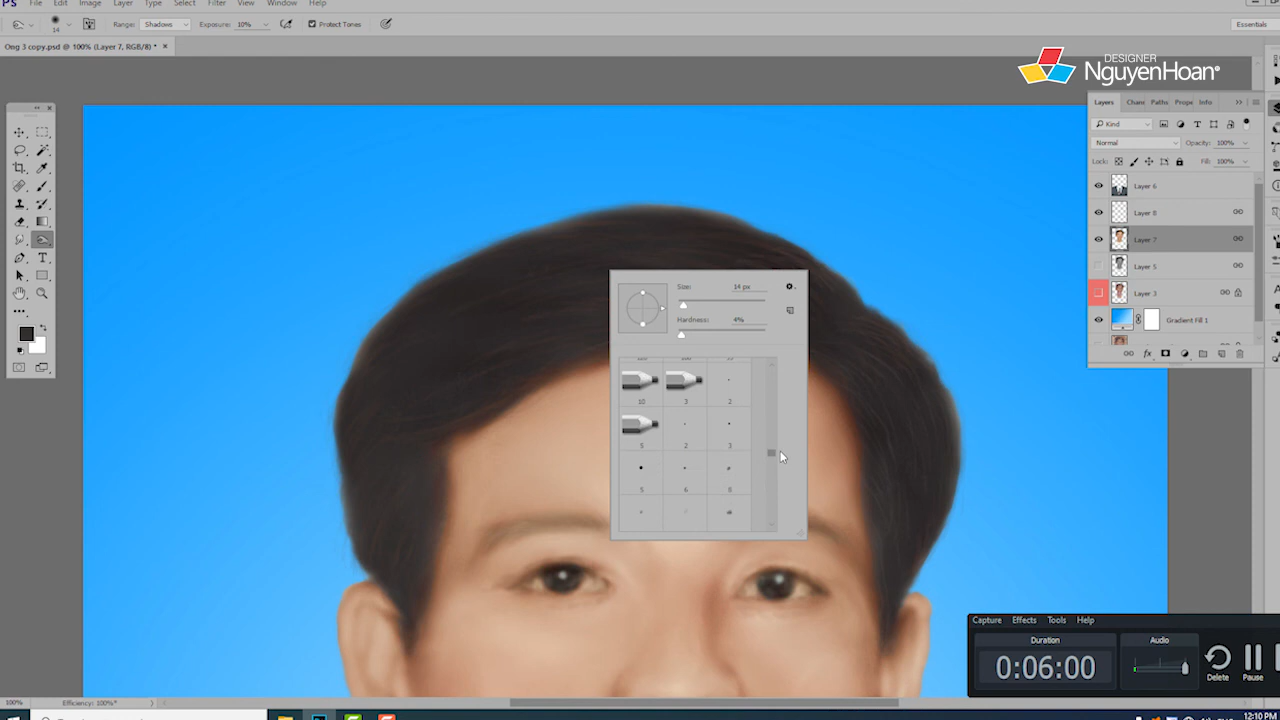 PS File Edit Image Layer Type Select Filter View Window Help
14 Range: Shadows Exposure: 10% Protect Tones Essentials
Ong 3 copy.psd @ 100% (Layer 7, RGB/8) *
DESIGNER
NguyenHoan®
Layers Chann Paths Prope Info
Kind
Normal Opacity: 100%
Lock: Fill: 100%
Layer 6
Layer 8
Layer 7
Layer 5
Layer 3
Gradient Fill 1
fx
Size: 14 px
Hardness: 4%
10 3 2
5 2 3
5 6 8
Capture Effects Tools Help
Duration Audio
0:06:00
Delete Pause
100% Efficiency: 100%*
12:10 PM